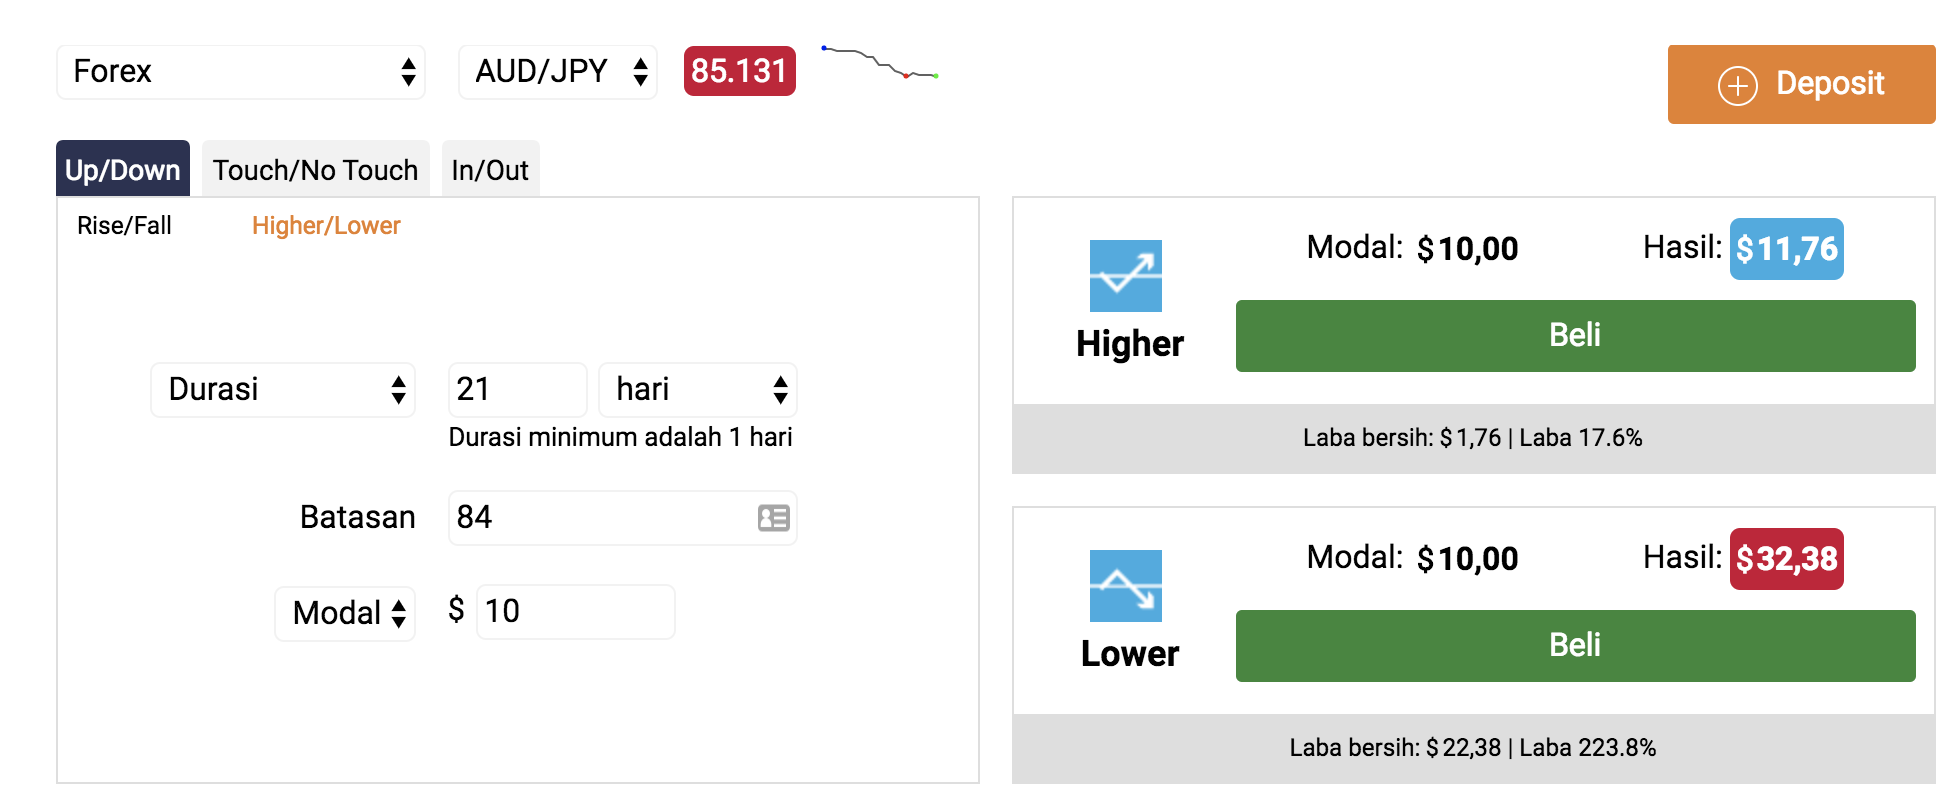 Forex
AUD/JPY
85.131
Deposit
Up/Down
Touch/No Touch
In/Out
Rise/Fall
Higher/Lower
Durasi
21
hari
Durasi minimum adalah 1 hari
Batasan
84
Modal
$
10
Higher
Modal: $10,00
Hasil: $11,76
Beli
Laba bersih: $1,76 | Laba 17.6%
Lower
Modal: $10,00
Hasil: $32,38
Beli
Laba bersih: $22,38 | Laba 223.8%